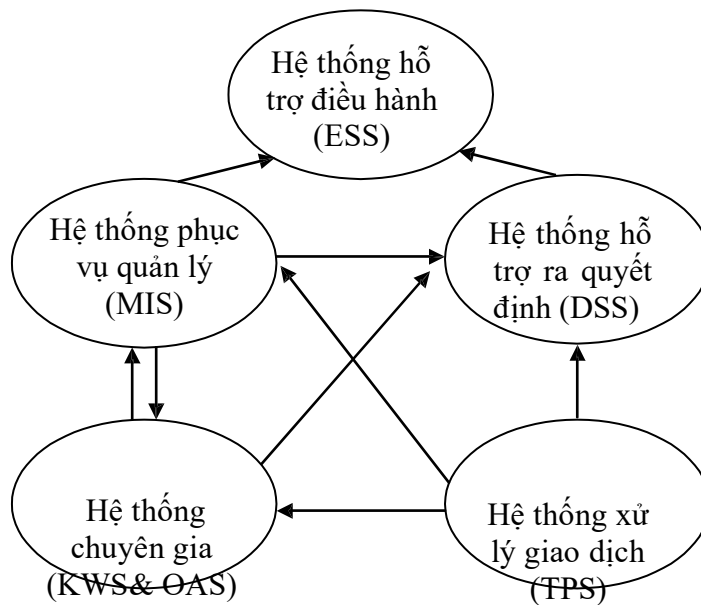 Hệ thống hỗ
trợ điều hành
(ESS)
Hệ thống phục
vụ quản lý
(MIS)
Hệ thống hỗ
trợ ra quyết
định (DSS)
Hệ thống
chuyên gia
(KWS& OAS)
Hệ thống xử
lý giao dịch
(TPS)